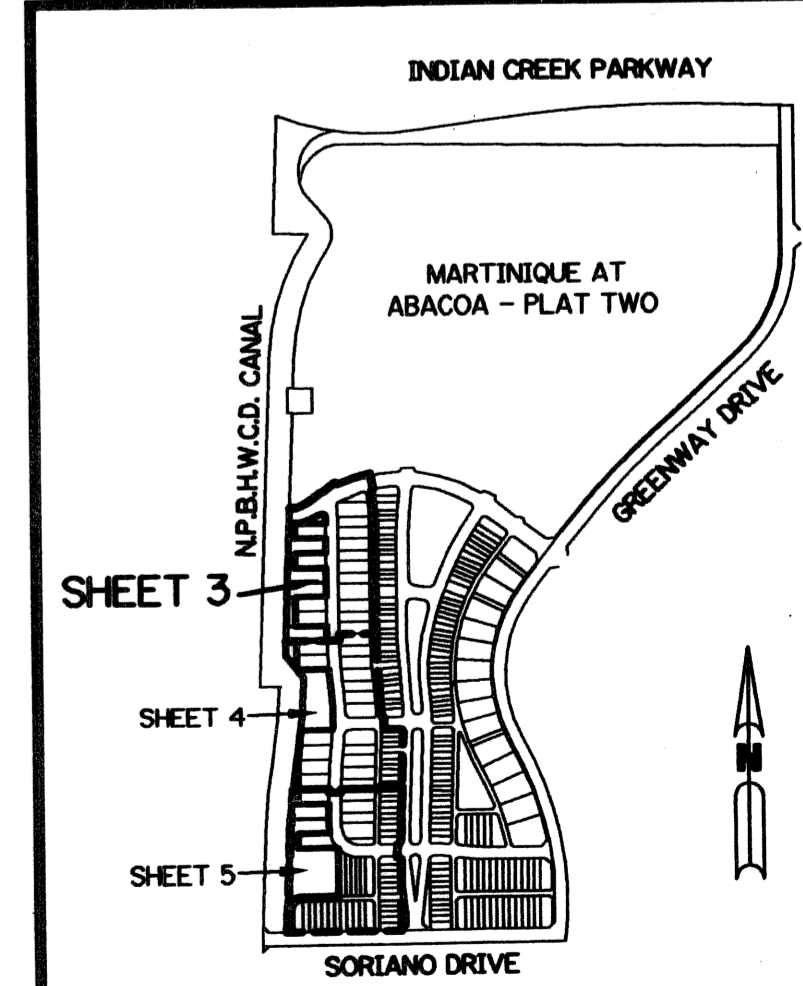 INDIAN CREEK PARKWAY
MARTINIQUE AT
ABACOA - PLAT TWO
N.P.B.H.W.C.D. CANAL
GREENWAY DRIVE
SHEET 3
SHEET 4
N
SHEET 5
SORIANO DRIVE